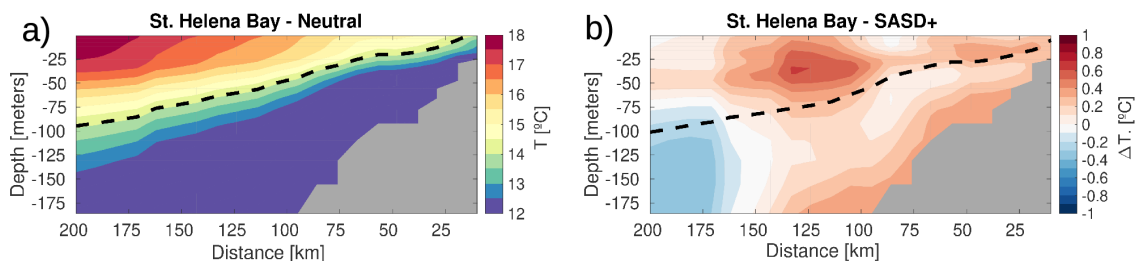 a)
St. Helena Bay - Neutral
-25
-50
-75
-100
-125
-150
-175
Depth [meters]
200 175 150 125 100 75 50 25
Distance [km]
18
17
16
15
14
13
12
T [ºC]
b)
St. Helena Bay - SASD+
-25
-50
-75
-100
-125
-150
-175
Depth [meters]
200 175 150 125 100 75 50 25
Distance [km]
1
0.8
0.6
0.4
0.2
0
-0.2
-0.4
-0.6
-0.8
-1
△T. [ºC]